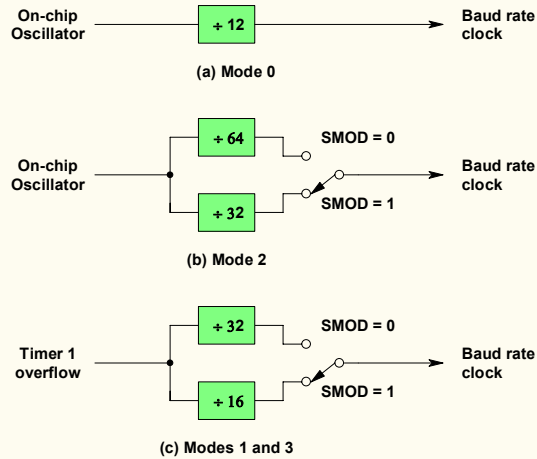 On-chip
Oscillator
÷ 12
Baud rate
clock
(a) Mode 0
On-chip
Oscillator
÷ 64
÷ 32
SMOD = 0
SMOD = 1
Baud rate
clock
(b) Mode 2
Timer 1
overflow
÷ 32
÷ 16
SMOD = 0
SMOD = 1
Baud rate
clock
(c) Modes 1 and 3